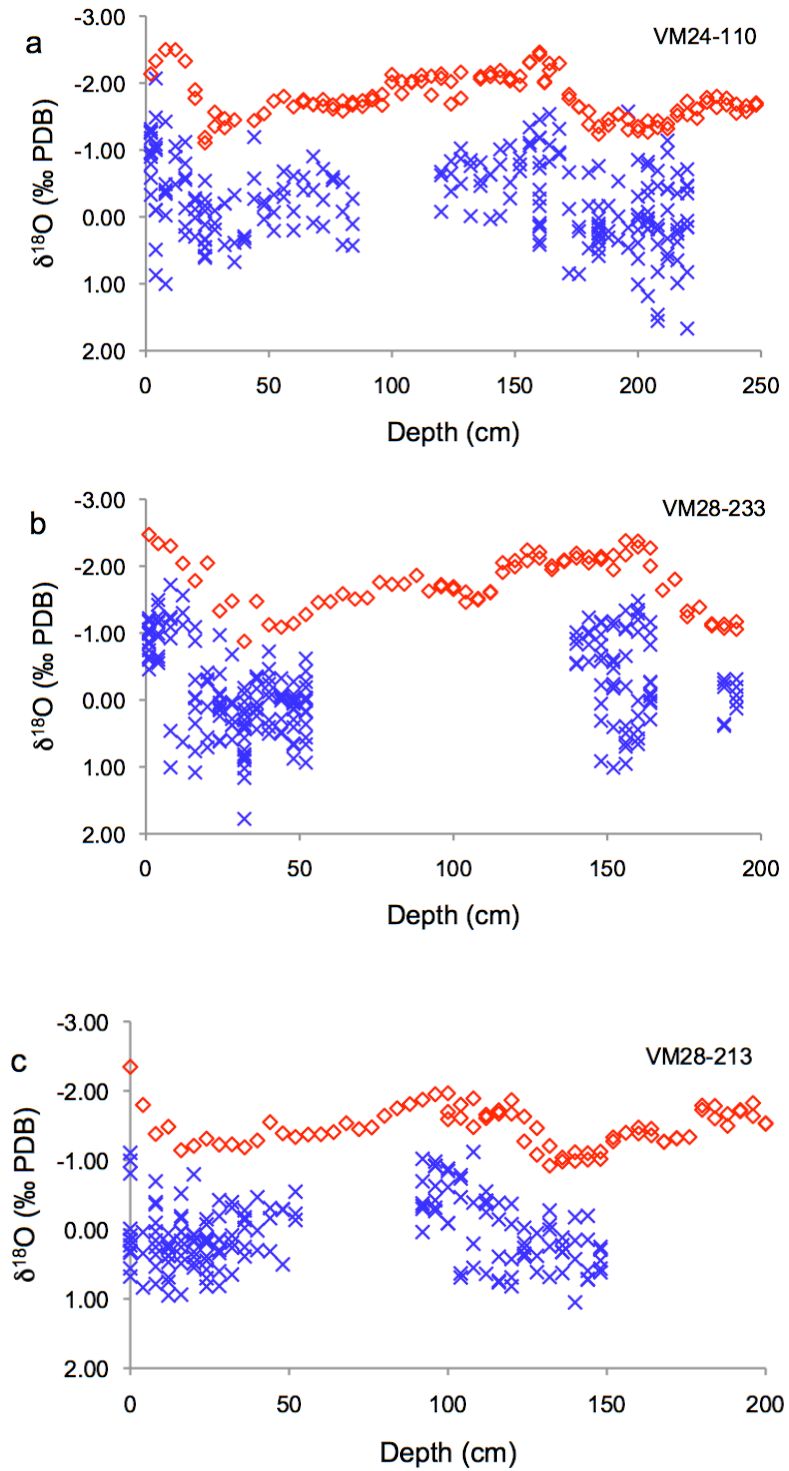 a
VM24-110
-3.00
-2.00
-1.00
0.00
1.00
2.00
δ18O (‰ PDB)
0 50 100 150 200 250
Depth (cm)
b
VM28-233
-3.00
-2.00
-1.00
0.00
1.00
2.00
δ18O (‰ PDB)
0 50 100 150 200
Depth (cm)
c
VM28-213
-3.00
-2.00
-1.00
0.00
1.00
2.00
δ18O (‰ PDB)
0 50 100 150 200
Depth (cm)